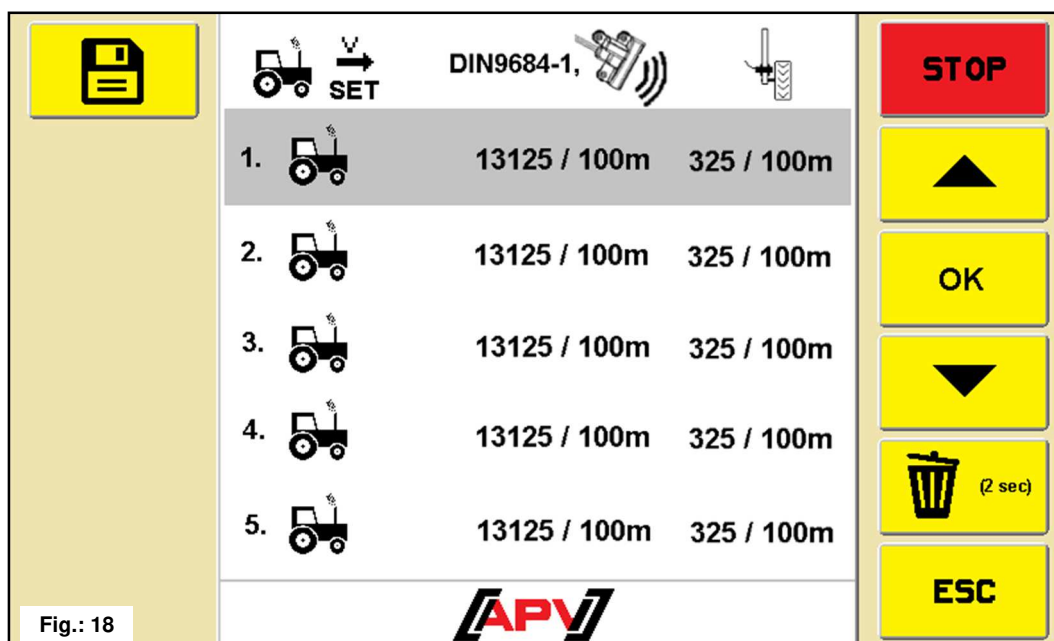 V
SET
DIN9684-1,
STOP
1. 13125 / 100m 325 / 100m
2. 13125 / 100m 325 / 100m
OK
3. 13125 / 100m 325 / 100m
4. 13125 / 100m 325 / 100m
(2 sec)
5. 13125 / 100m 325 / 100m
ESC
Fig.: 18
APV